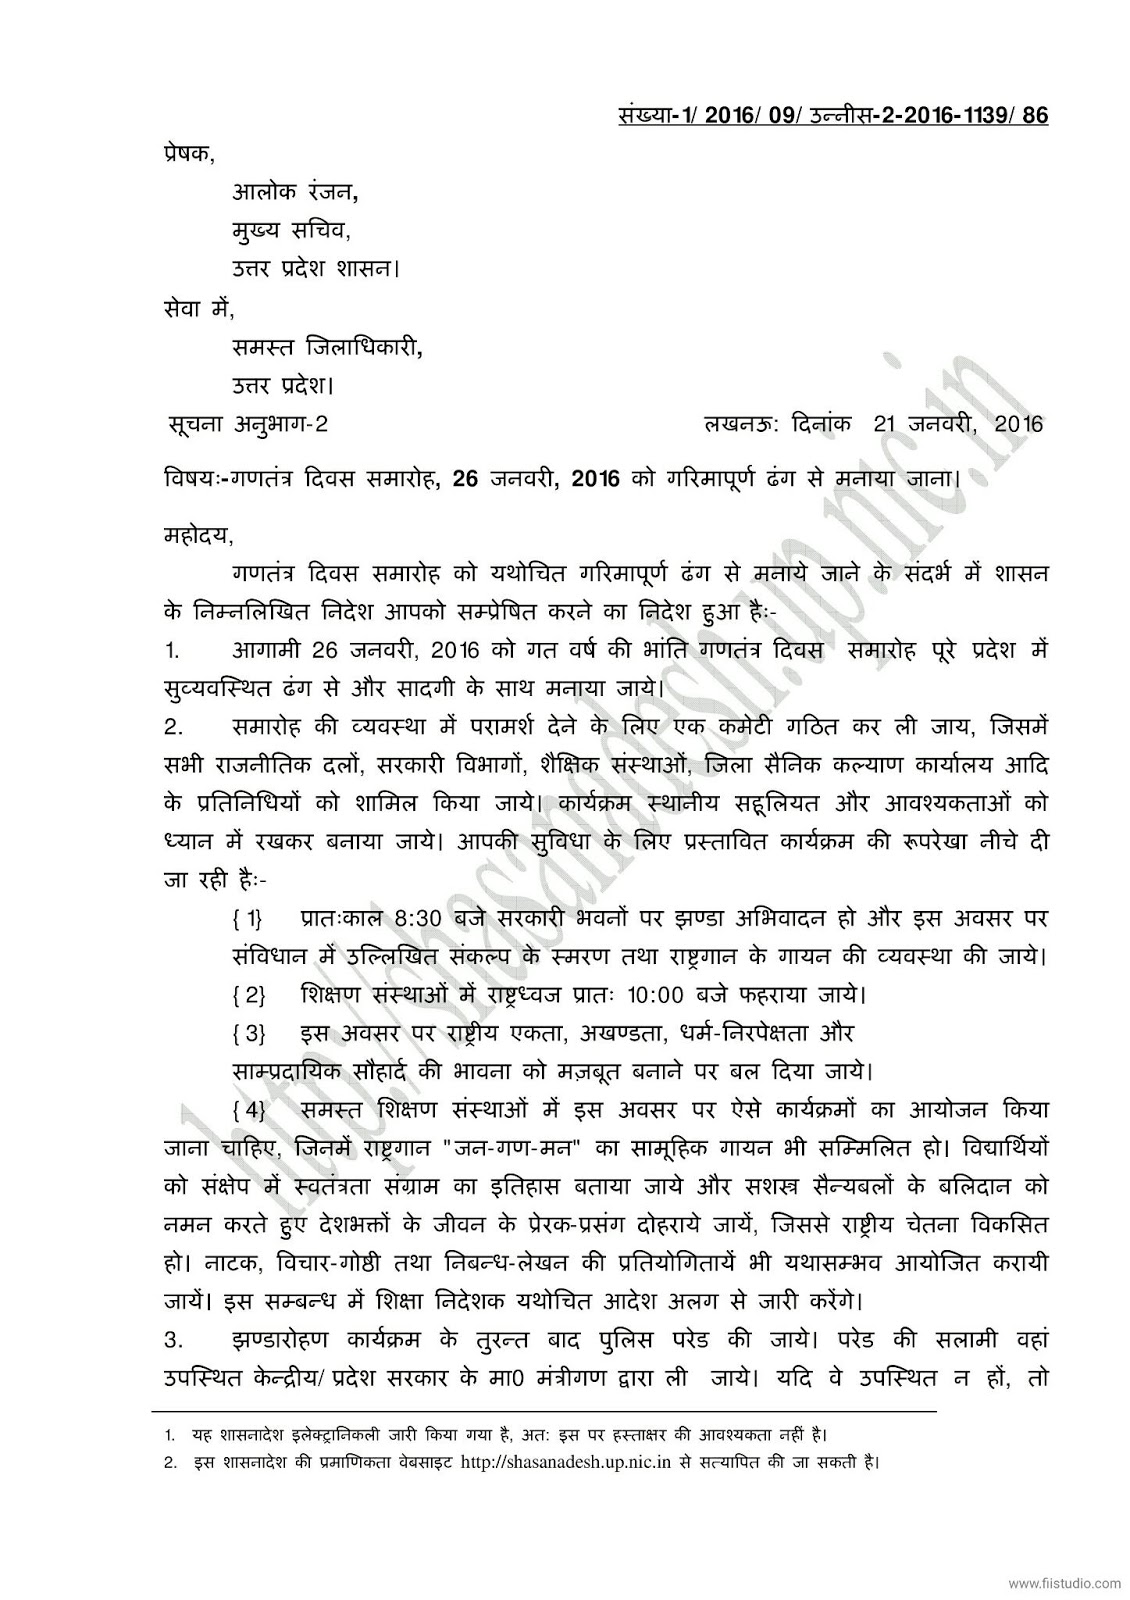 संख्या-1/ 2016/ 09/ उन्नीस-2-2016-1139/ 86
प्रेषक,
आलोक रंजन,
मुख्य सचिव,
उत्तर प्रदेश शासन।
सेवा में,
समस्त जिलाधिकारी,
उत्तर प्रदेश।
सूचना अनुभाग-2 लखनऊ: दिनांक 21 जनवरी, 2016
विषयः-गणतंत्र दिवस समारोह, 26 जनवरी, 2016 को गरिमापूर्ण ढंग से मनाया जाना।
महोदय,
गणतंत्र दिवस समारोह को यथोचित गरिमापूर्ण ढंग से मनाये जाने के संदर्भ में शासन
के निम्नलिखित निदेश आपको सम्प्रेषित करने का निदेश हुआ हैः-
1. आगामी 26 जनवरी, 2016 को गत वर्ष की भांति गणतंत्र दिवस समारोह पूरे प्रदेश में
सुव्यवस्थित ढंग से और सादगी के साथ मनाया जाये।
2. समारोह की व्यवस्था में परामर्श देने के लिए एक कमेटी गठित कर ली जाय, जिसमें
सभी राजनीतिक दलों, सरकारी विभागों, शैक्षिक संस्थाओं, जिला सैनिक कल्याण कार्यालय आदि
के प्रतिनिधियों को शामिल किया जाये। कार्यक्रम स्थानीय सहूलियत और आवश्यकताओं को
ध्यान में रखकर बनाया जाये। आपकी सुविधा के लिए प्रस्तावित कार्यक्रम की रूपरेखा नीचे दी
जा रही हैः-
{1} प्रातःकाल 8:30 बजे सरकारी भवनों पर झण्डा अभिवादन हो और इस अवसर पर
संविधान में उल्लिखित संकल्प के स्मरण तथा राष्ट्रगान के गायन की व्यवस्था की जाये।
{2} शिक्षण संस्थाओं में राष्ट्रध्वज प्रातः 10:00 बजे फहराया जाये।
{3} इस अवसर पर राष्ट्रीय एकता, अखण्डता, धर्म-निरपेक्षता और
साम्प्रदायिक सौहार्द की भावना को मज़बूत बनाने पर बल दिया जाये।
{4} समस्त शिक्षण संस्थाओं में इस अवसर पर ऐसे कार्यक्रमों का आयोजन किया
जाना चाहिए, जिनमें राष्ट्रगान "जन-गण-मन" का सामूहिक गायन भी सम्मिलित हो। विद्यार्थियों
को संक्षेप में स्वतंत्रता संग्राम का इतिहास बताया जाये और सशस्त्र सैन्यबलों के बलिदान को
नमन करते हुए देशभक्तों के जीवन के प्रेरक-प्रसंग दोहराये जायें, जिससे राष्ट्रीय चेतना विकसित
हो। नाटक, विचार-गोष्ठी तथा निबन्ध-लेखन की प्रतियोगितायें भी यथासम्भव आयोजित करायी
जायें। इस सम्बन्ध में शिक्षा निदेशक यथोचित आदेश अलग से जारी करेंगे।
3. झण्डारोहण कार्यक्रम के तुरन्त बाद पुलिस परेड की जाये। परेड की सलामी वहां
उपस्थित केन्द्रीय/ प्रदेश सरकार के मा0 मंत्रीगण द्वारा ली जाये। यदि वे उपस्थित न हों, तो
1. यह शासनादेश इलेक्ट्रानिकली जारी किया गया है, अत: इस पर हस्ताक्षर की आवश्यकता नहीं है।
2. इस शासनादेश की प्रमाणिकता वेबसाइट http://shasanadesh.up.nic.in से सत्यापित की जा सकती है।
http://shasanadesh.up.nic.in
www.fiistudio.com